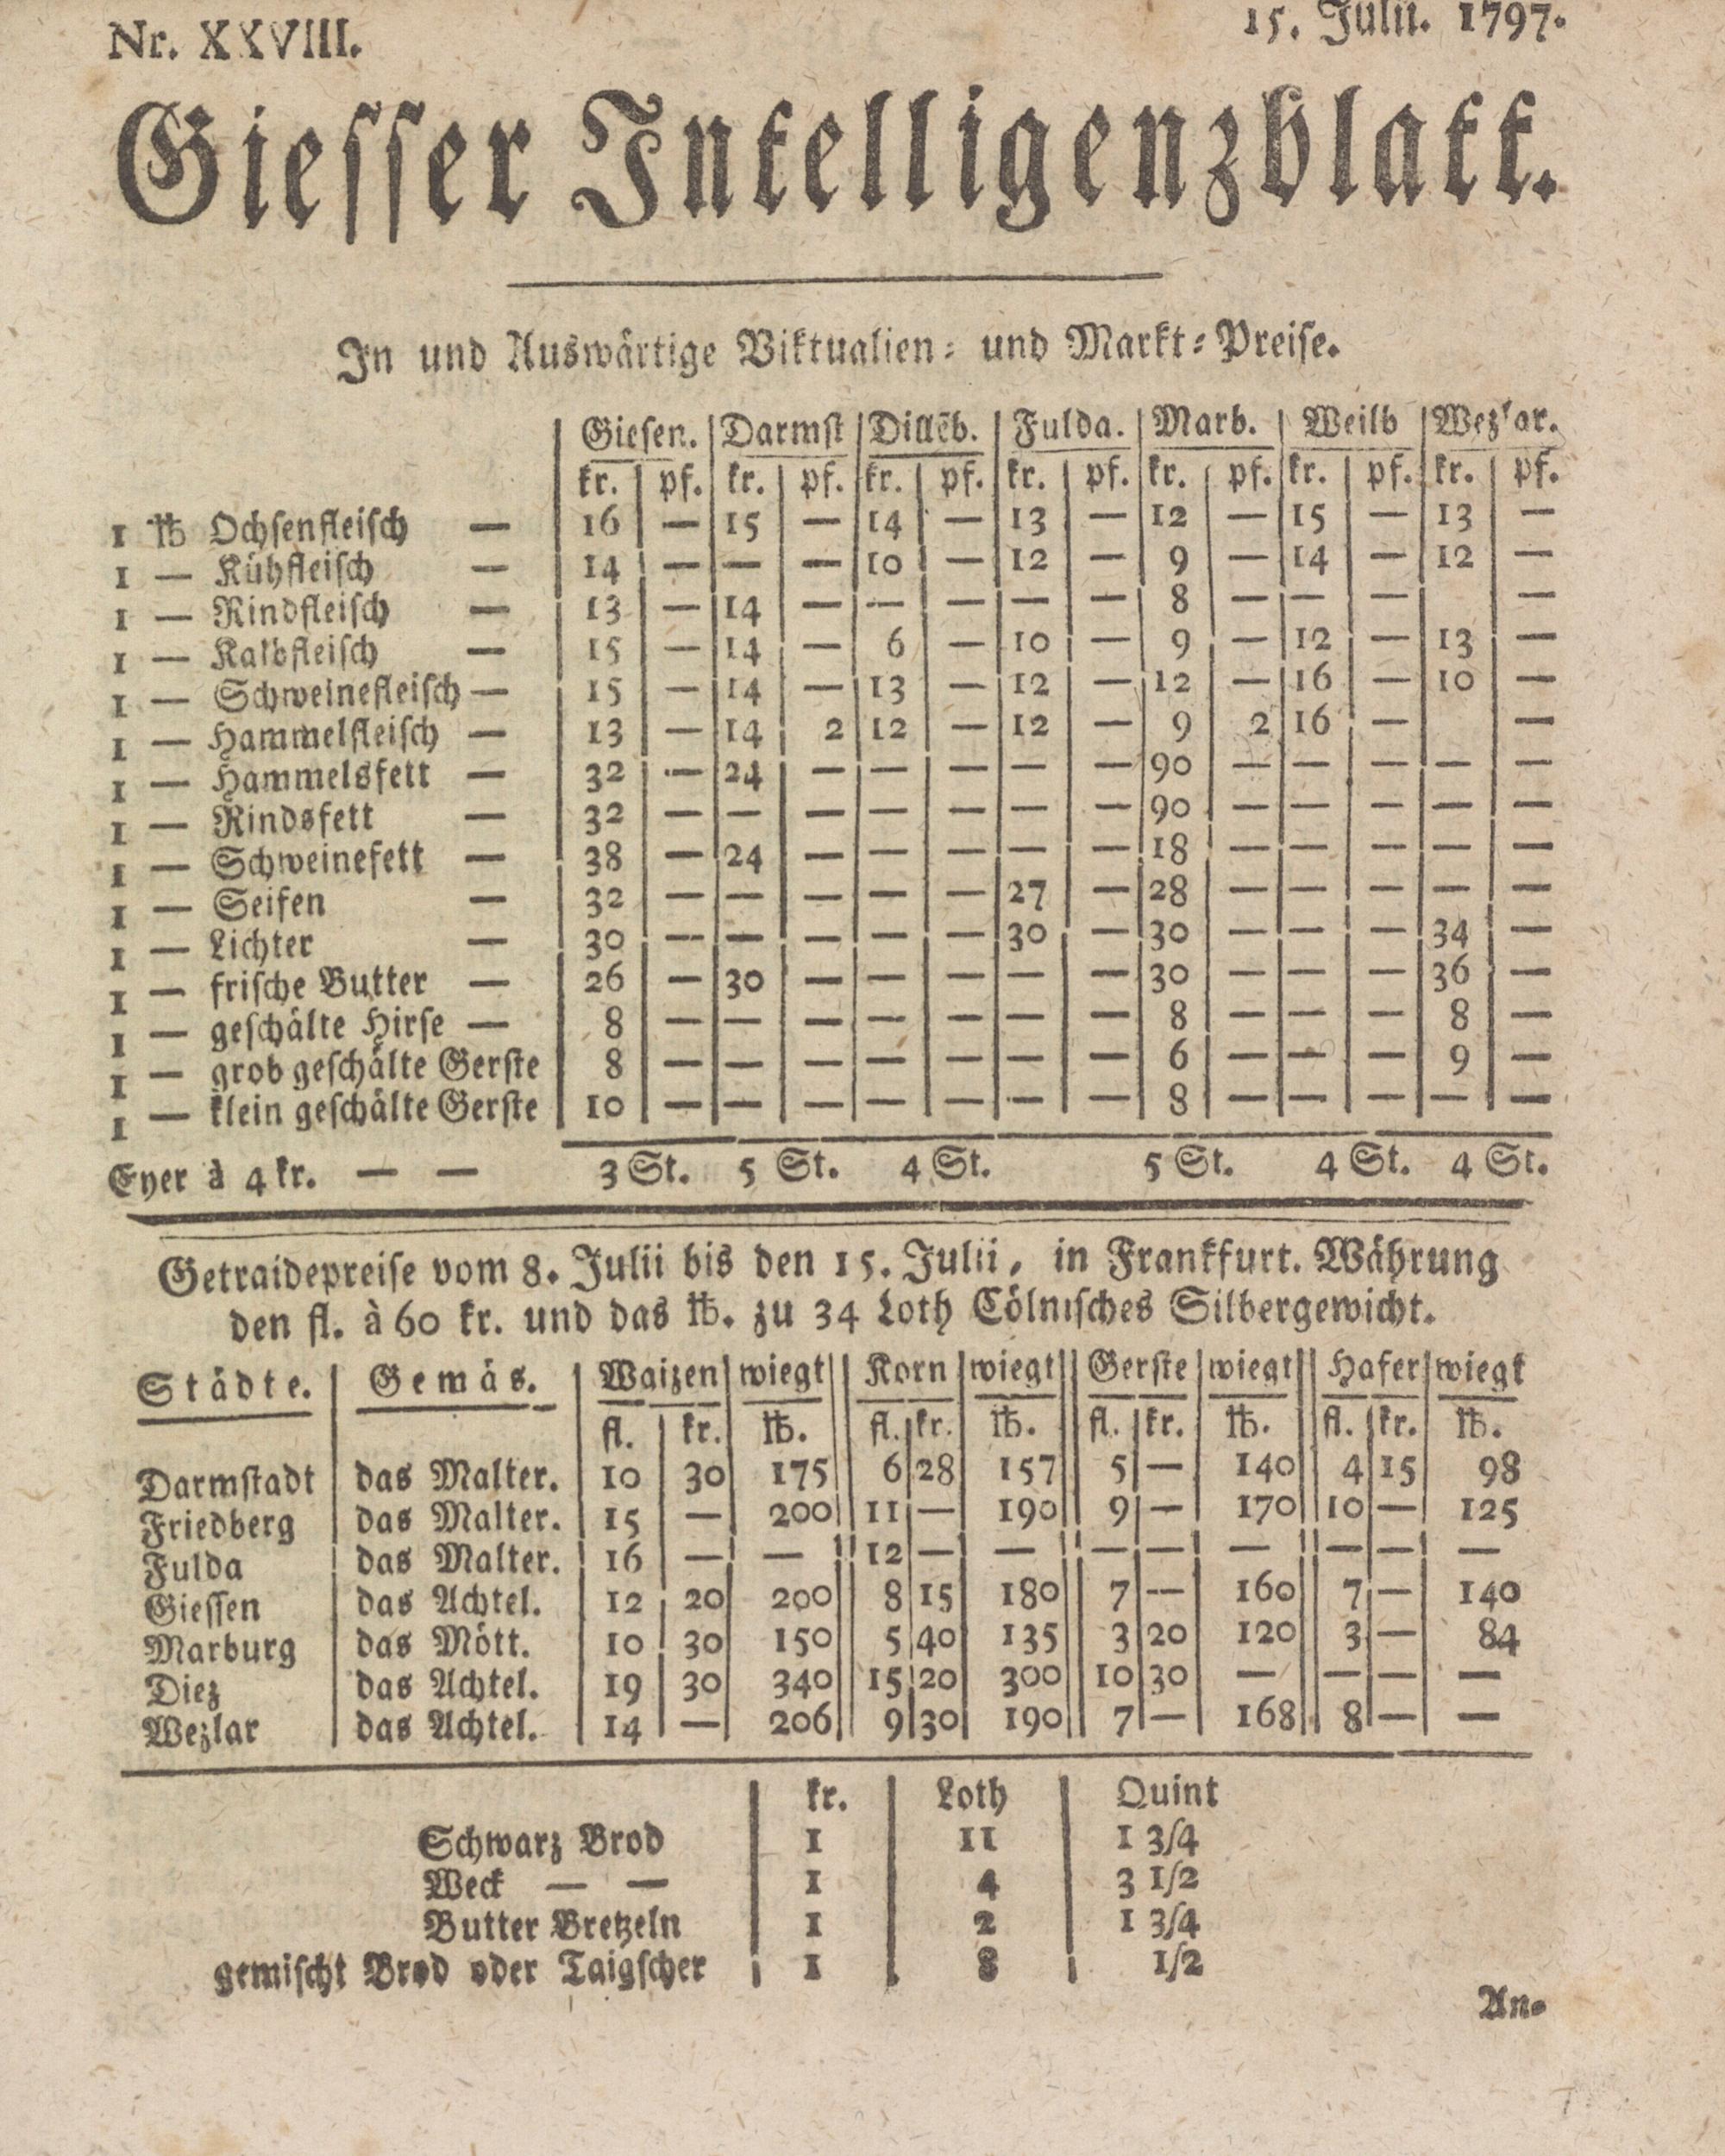 Nr. XXVIII. 15. Julii. 1797.
Giesser Intelligenzblatt.
In und Auswärtige Viktualien- und Markt-Preise.
Giesen. Darmst Dillēb. Fulda. Marb. Weilb Wezlar.
kr. pf. kr. pf. kr. pf. kr. pf. kr. pf. kr. pf. kr. pf.
1 ℔ Ochsenfleisch — 16 — 15 — 14 — 13 — 12 — 15 — 13 —
1 — Kühfleisch — 14 — — — 10 — 12 — 9 — 14 — 12 —
1 — Rindfleisch — 13 — 14 — — — — — 8 — — — —
1 — Kalbfleisch — 15 — 14 — 6 — 10 — 9 — 12 — 13 —
1 — Schweinefleisch — 15 — 14 — 13 — 12 — 12 — 16 — 10 —
1 — Hammelfleisch — 13 — 14 2 12 — 12 — 9 2 16 — —
1 — Hammelsfett — 32 — 24 — — — — — 90 — — — — —
1 — Rindsfett — 32 — — — — — — — 90 — — — — —
1 — Schweinefett — 38 — 24 — — — — — 18 — — — — —
1 — Seifen — 32 — — — — — 27 — 28 — — — — —
1 — Lichter — 30 — — — — — 30 — 30 — — — 34 —
1 — frische Butter — 26 — 30 — — — — — 30 — — — 36 —
1 — geschälte Hirse — 8 — — — — — — — 8 — — — 8 —
1 — grob geschälte Gerste 8 — — — — — — — 6 — — — 9 —
1 — klein geschälte Gerste 10 — — — — — — — 8 — — — — —
Eyer à 4 kr. — — 3 St. 5 St. 4 St. 5 St. 4 St. 4 St.
Getraidepreise vom 8. Julii bis den 15. Julii, in Frankfurt. Währung
den fl. à 60 kr. und das ℔. zu 34 Loth Cölnisches Silbergewicht.
Städte. Gemäs. Waizen wiegt Korn wiegt Gerste wiegt Hafer wiegt
fl. kr. ℔. fl. kr. ℔. fl. kr. ℔. fl. kr. ℔.
Darmstadt das Malter. 10 30 175 6 28 157 5 — 140 4 15 98
Friedberg das Malter. 15 — 200 11 — 190 9 — 170 10 — 125
Fulda das Malter. 16 — — 12 — — — — — — — —
Giessen das Achtel. 12 20 200 8 15 180 7 — 160 7 — 140
Marburg das Mött. 10 30 150 5 40 135 3 20 120 3 — 84
Diez das Achtel. 19 30 340 15 20 300 10 30 — — — —
Wezlar das Achtel. 14 — 206 9 30 190 7 — 168 8 — —
kr. Loth Quint
Schwarz Brod 1 11 1 3/4
Weck — — 1 4 3 1/2
Butter Bretzeln 1 2 1 3/4
gemischt Brod oder Taigscher 1 8 1/2
An-